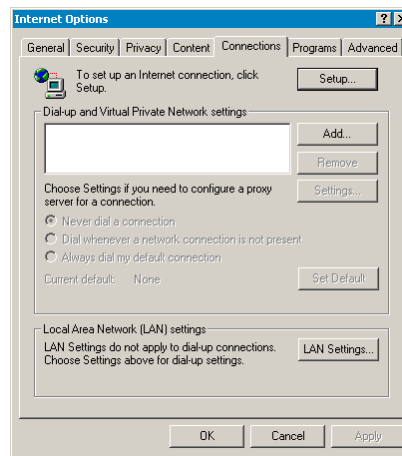 Internet Options
General Security Privacy Content Connections Programs Advanced
To set up an Internet connection, click
Setup.
Setup...
Dial-up and Virtual Private Network settings
Add...
Remove
Choose Settings if you need to configure a proxy
server for a connection.
Settings...
Never dial a connection
Dial whenever a network connection is not present
Always dial my default connection
Current default: None
Set Default
Local Area Network (LAN) settings
LAN Settings do not apply to dial-up connections.
Choose Settings above for dial-up settings.
LAN Settings...
OK Cancel Apply